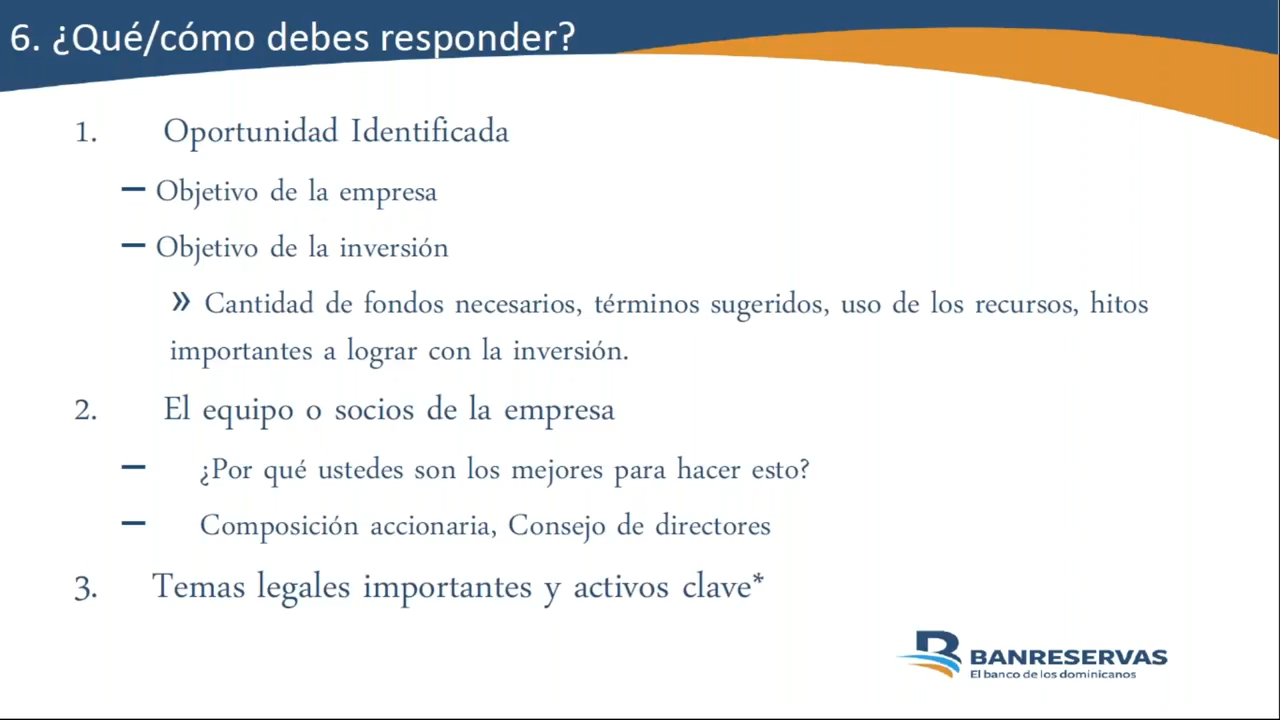 6. ¿Qué/cómo debes responder?
1. Oportunidad Identificada
– Objetivo de la empresa
– Objetivo de la inversión
» Cantidad de fondos necesarios, términos sugeridos, uso de los recursos, hitos
importantes a lograr con la inversión.
2. El equipo o socios de la empresa
– ¿Por qué ustedes son los mejores para hacer esto?
– Composición accionaria, Consejo de directores
3. Temas legales importantes y activos clave*
BANRESERVAS
El banco de los dominicanos